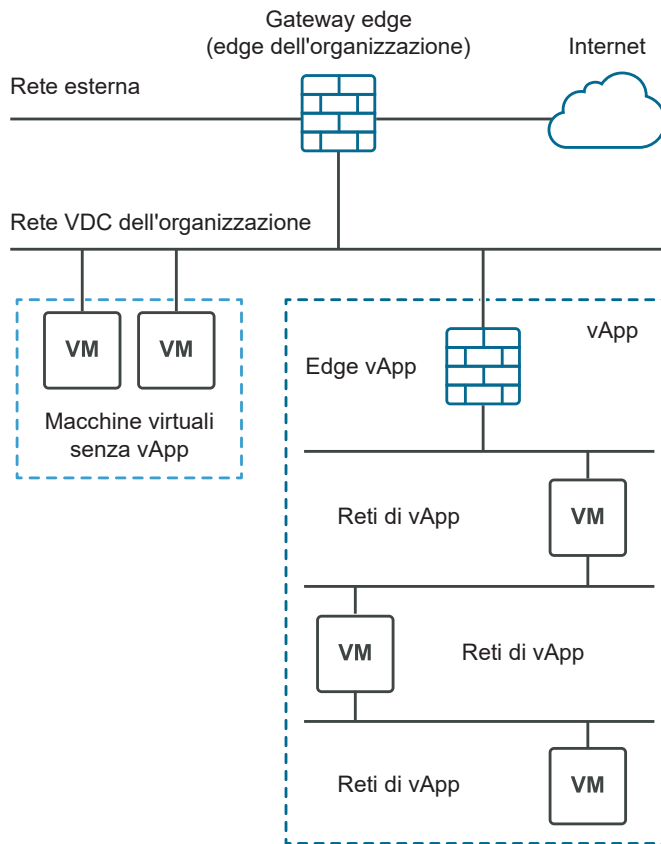 Gateway edge
(edge dell'organizzazione)
Internet
Rete esterna
Rete VDC dell'organizzazione
VM
VM
Macchine virtuali
senza vApp
vApp
Edge vApp
Reti di vApp
VM
VM
Reti di vApp
Reti di vApp
VM